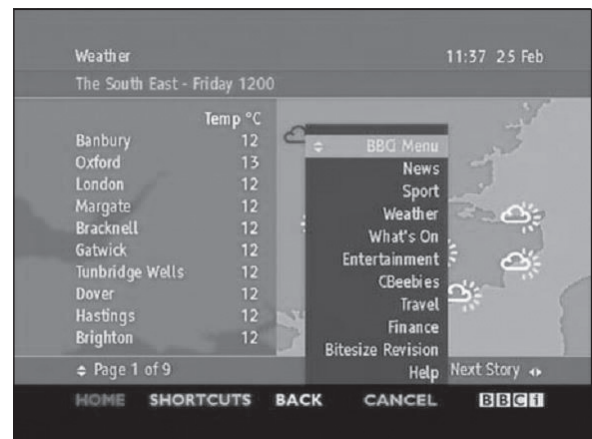 Weather 11:37 25 Feb
The South East - Friday 1200
Temp °C
Banbury 12
Oxford 13
London 12
Margate 12
Bracknell 12
Gatwick 12
Tunbridge Wells 12
Dover 12
Hastings 12
Brighton 12
BBCi Menu
News
Sport
Weather
What's On
Entertainment
CBeebies
Travel
Finance
Bitesize Revision
Help
Page 1 of 9 Next Story
HOME SHORTCUTS BACK CANCEL BBCi